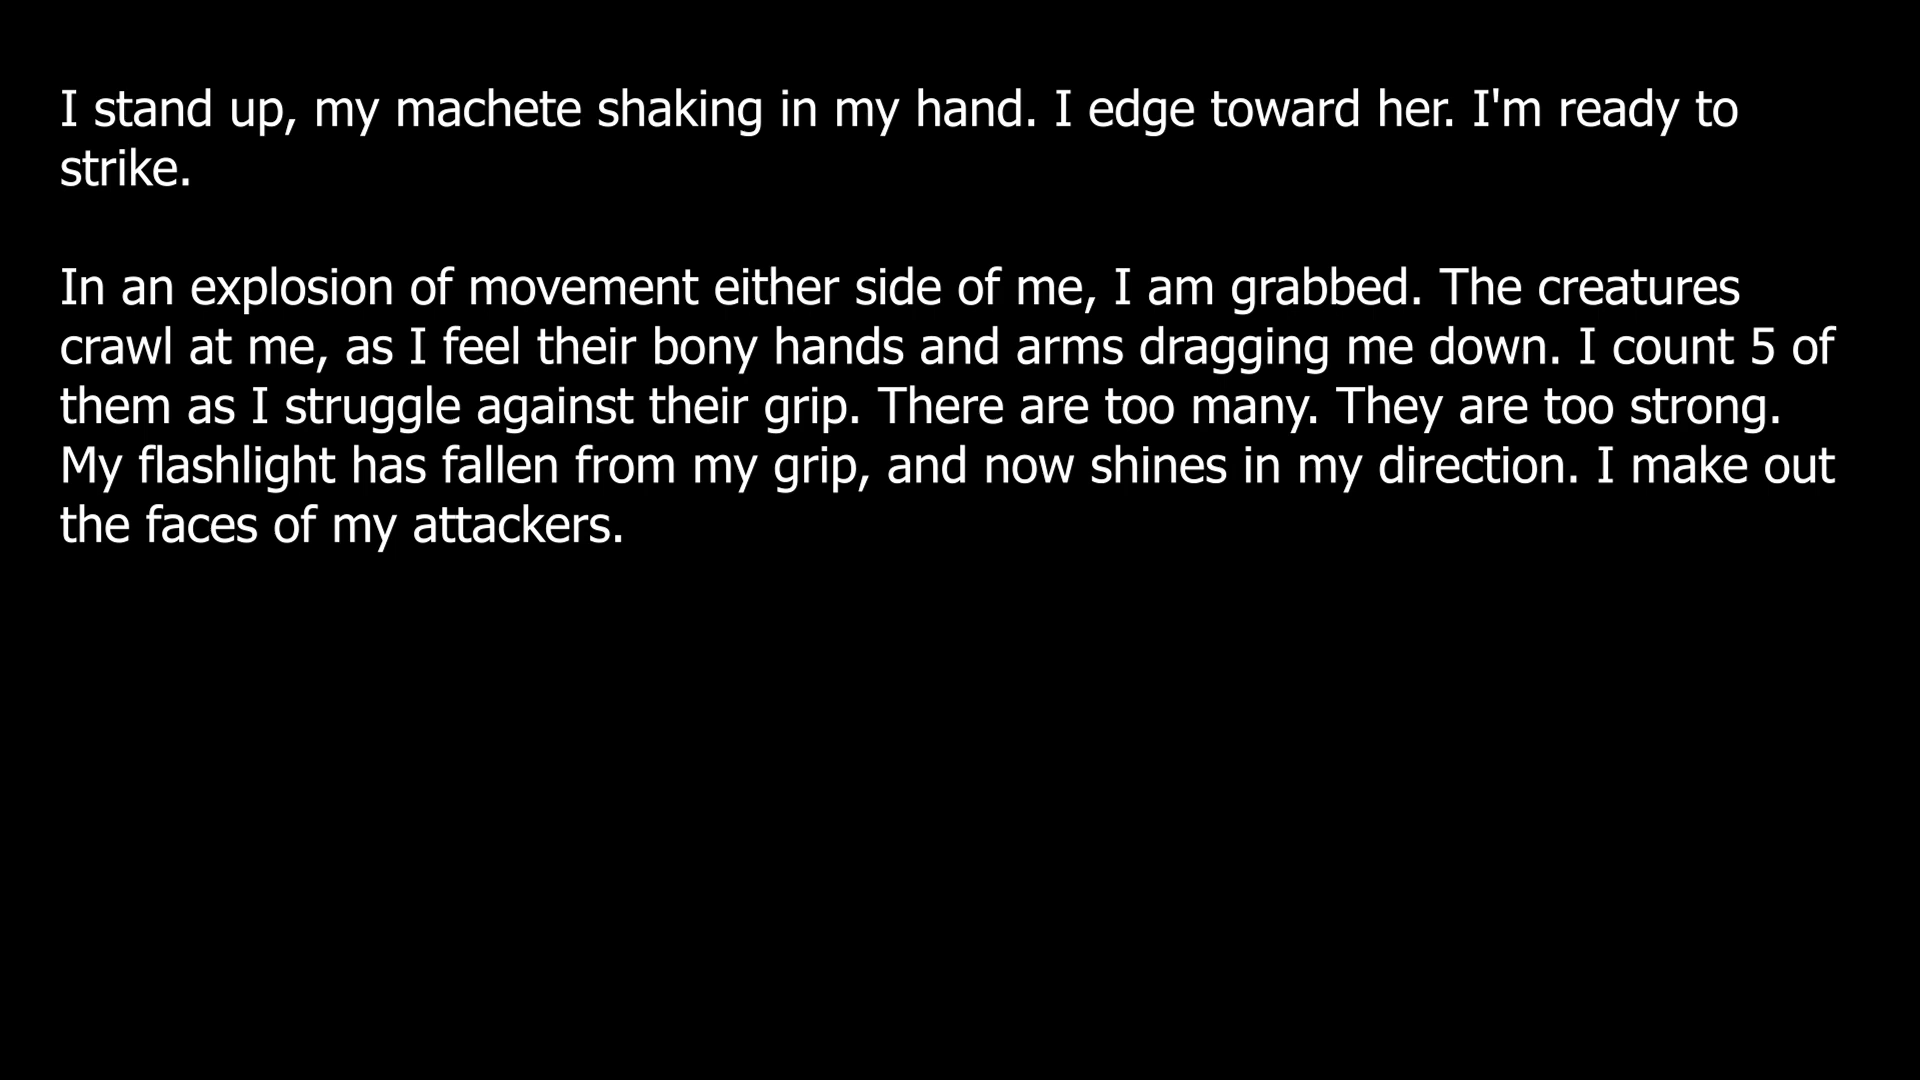 I stand up, my machete shaking in my hand. I edge toward her. I'm ready to
strike.
In an explosion of movement either side of me, I am grabbed. The creatures
crawl at me, as I feel their bony hands and arms dragging me down. I count 5 of
them as I struggle against their grip. There are too many. They are too strong.
My flashlight has fallen from my grip, and now shines in my direction. I make out
the faces of my attackers.